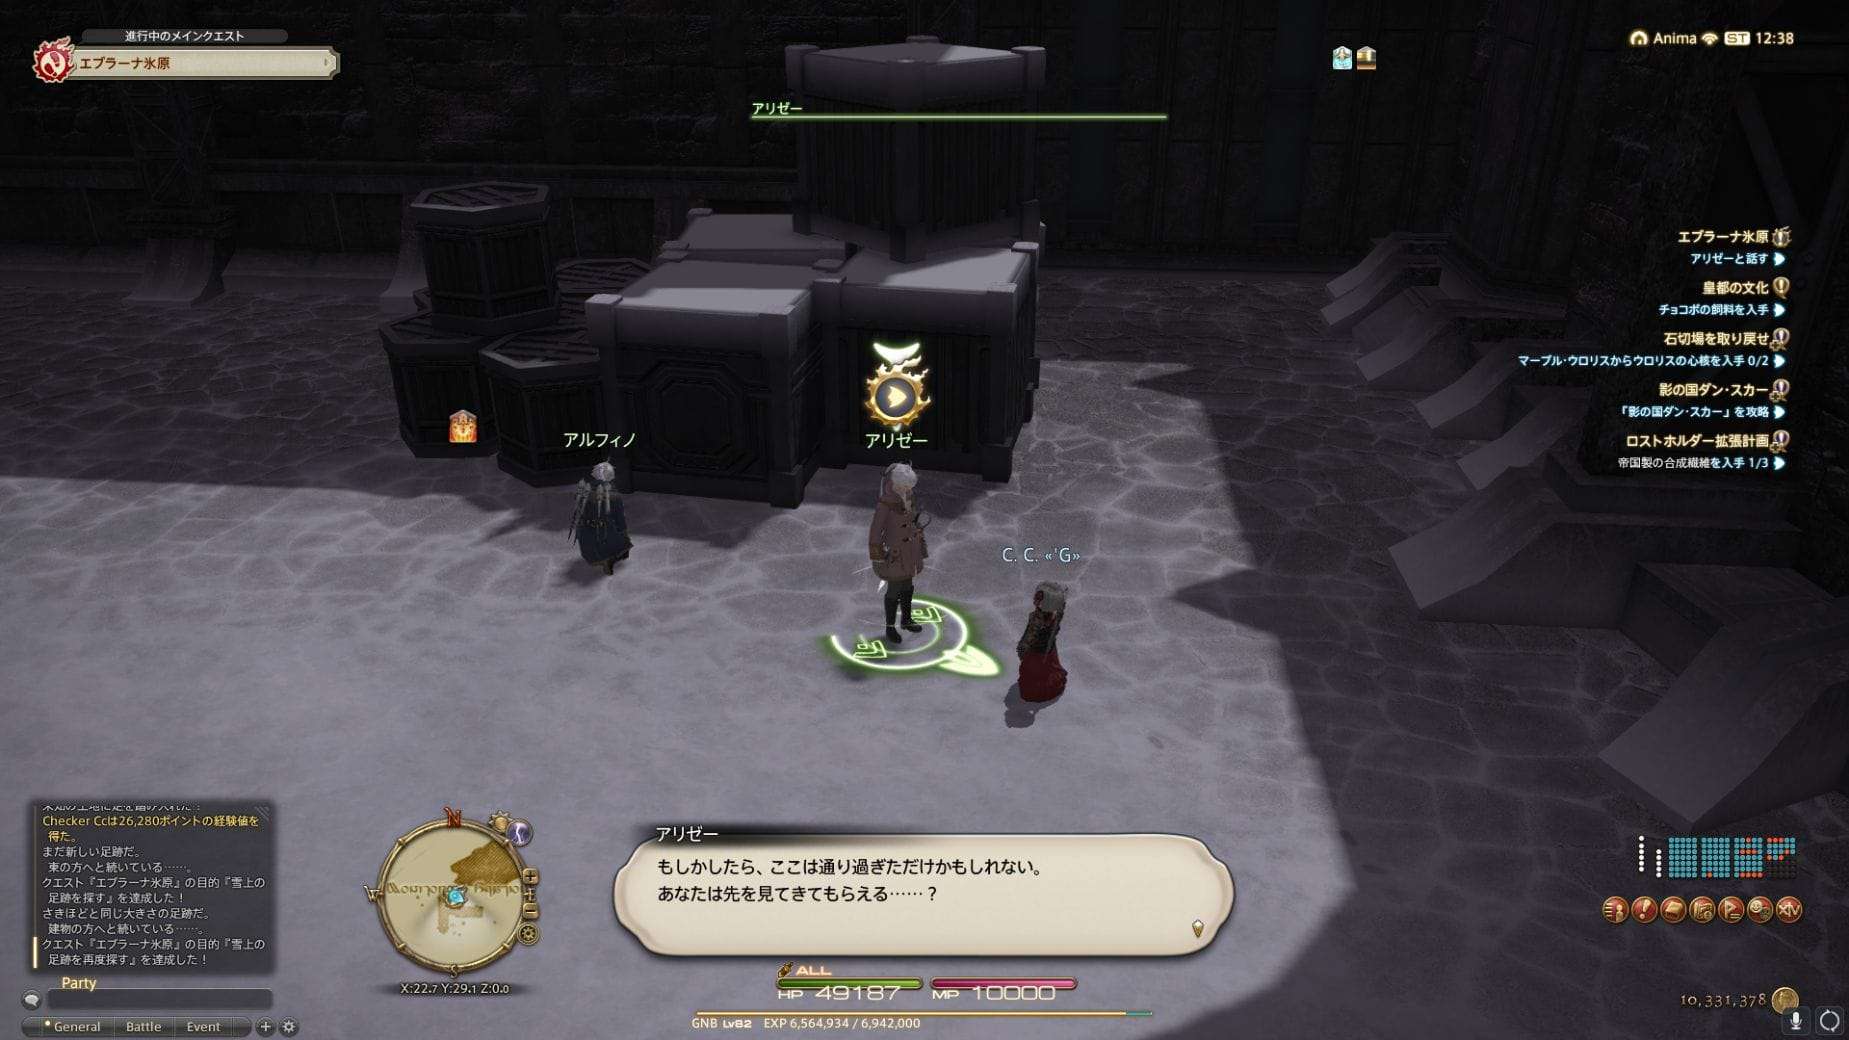 進行中のメインクエスト
エブラーナ氷原
Anima ST 12:38
アリゼー
エブラーナ氷原
アリゼーと話す
皇都の文化
チョコボの飼料を入手
石切場を取り戻せ
マーブル・ウロリスからウロリスの心核を入手 0/2
影の国ダン・スカー
「影の国ダン・スカー」を攻略
ロストホルダー拡張計画
帝国製の合成繊維を入手 1/3
アルフィノ
アリゼー
C. C. «'G»
Checker Ccは26,280ポイントの経験値を
得た。
まだ新しい足跡だ。
東の方へと続いている……。
クエスト『エブラーナ氷原』の目的『雪上の
足跡を探す』を達成した！
さきほどと同じ大きさの足跡だ。
建物の方へと続いている……。
クエスト『エブラーナ氷原』の目的『雪上の
足跡を再度探す』を達成した！
Party
General Battle Event
N
W
S
X:22.7 Y:29.1 Z:0.0
アリゼー
もしかしたら、ここは通り過ぎただけかもしれない。
あなたは先を見てきてもらえる……？
ALL
HP 49187 MP 10000
GNB Lv82 EXP 6,564,934 / 6,942,000
XIV
10,331,378